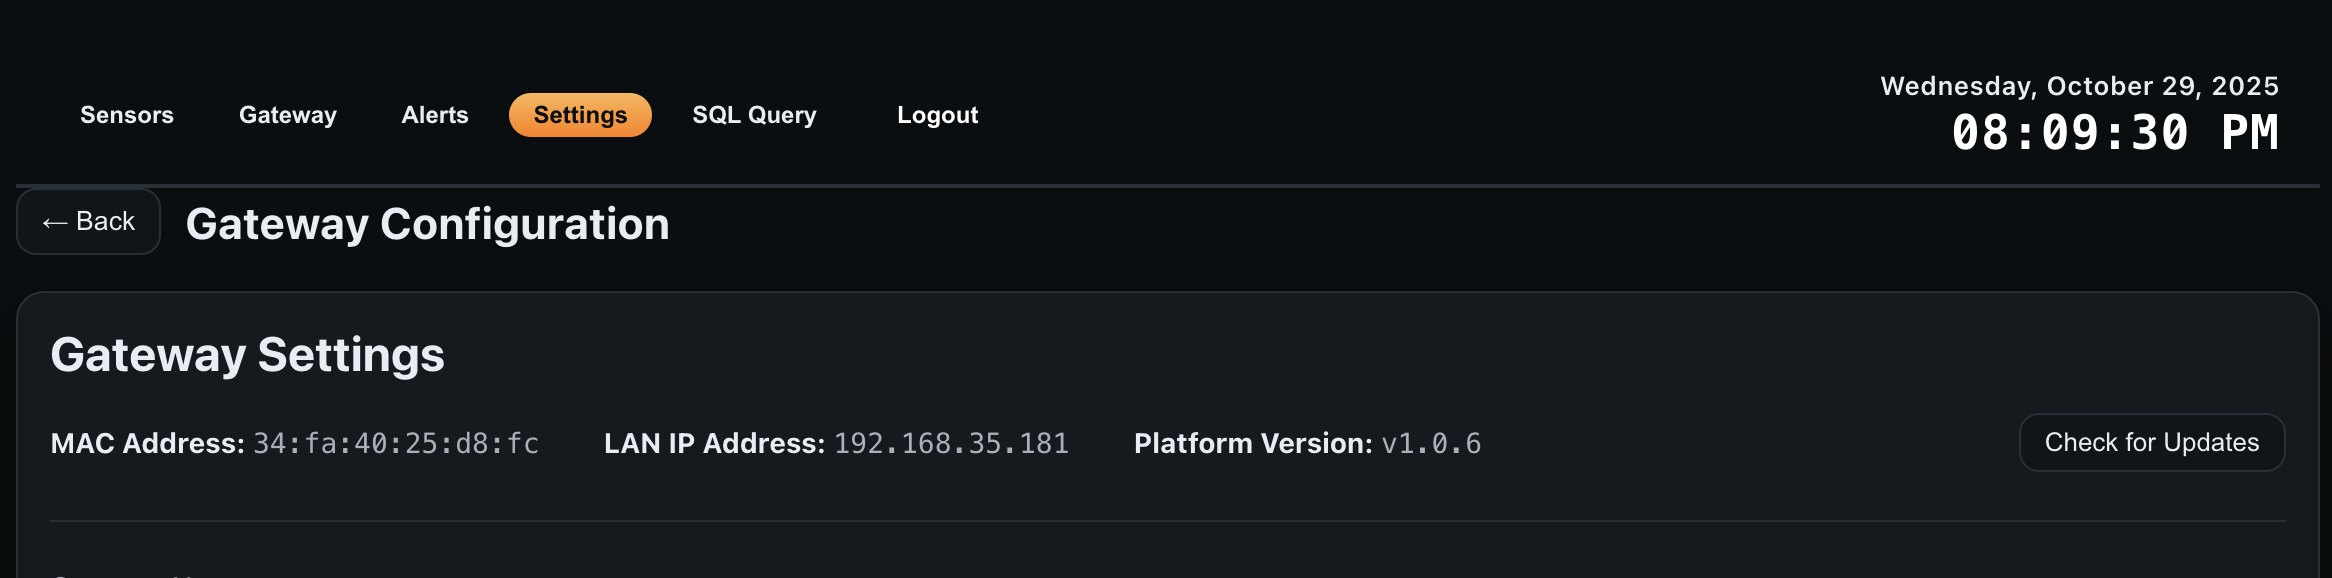 Wednesday, October 29, 2025
Sensors Gateway Alerts Settings SQL Query Logout
08:09:30 PM
← Back Gateway Configuration
Gateway Settings
MAC Address: 34:fa:40:25:d8:fc LAN IP Address: 192.168.35.181 Platform Version: v1.0.6 Check for Updates